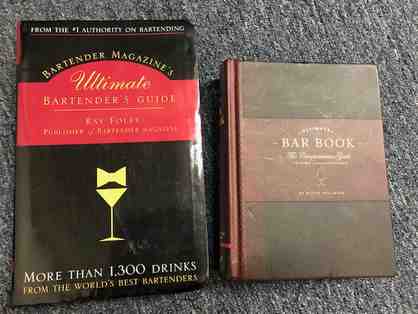 FROM THE #1 AUTHORITY ON BARTENDING
BARTENDER MAGAZINE'S
Ultimate
BARTENDER'S GUIDE
RAY FOLEY
PUBLISHER of BARTENDER MAGAZINE
MORE THAN 1,300 DRINKS
FROM THE WORLD'S BEST BARTENDERS
ULTIMATE
- BAR BOOK -
The Comprehensive Guide